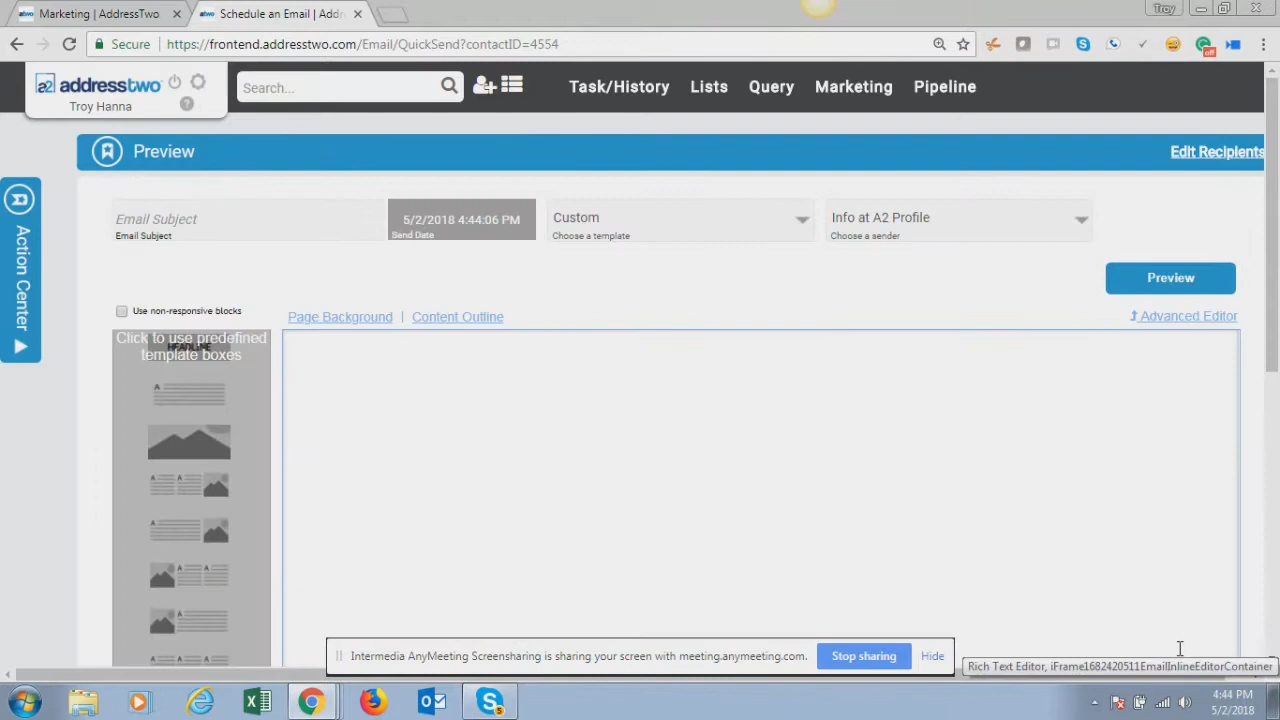 Marketing | AddressTwo
Schedule an Email | Addr
Troy
Secure
https://frontend.addresstwo.com/Email/QuickSend?contactID=4554
off
a2 addresstwo
Troy Hanna
?
Search...
Task/History
Lists
Query
Marketing
Pipeline
Preview
Edit Recipients
Action Center
Email Subject
Email Subject
5/2/2018 4:44:06 PM
Send Date
Custom
Choose a template
Info at A2 Profile
Choose a sender
Preview
Use non-responsive blocks
Page Background | Content Outline
Advanced Editor
Click to use predefined
template boxes
HEADLINE
Intermedia AnyMeeting Screensharing is sharing your screen with meeting.anymeeting.com.
Stop sharing
Hide
Rich Text Editor, iFrame1682420511EmailInlineEditorContainer
4:44 PM
5/2/2018